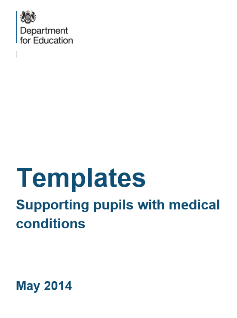 Department
for Education
Templates
Supporting pupils with medical
conditions
May 2014